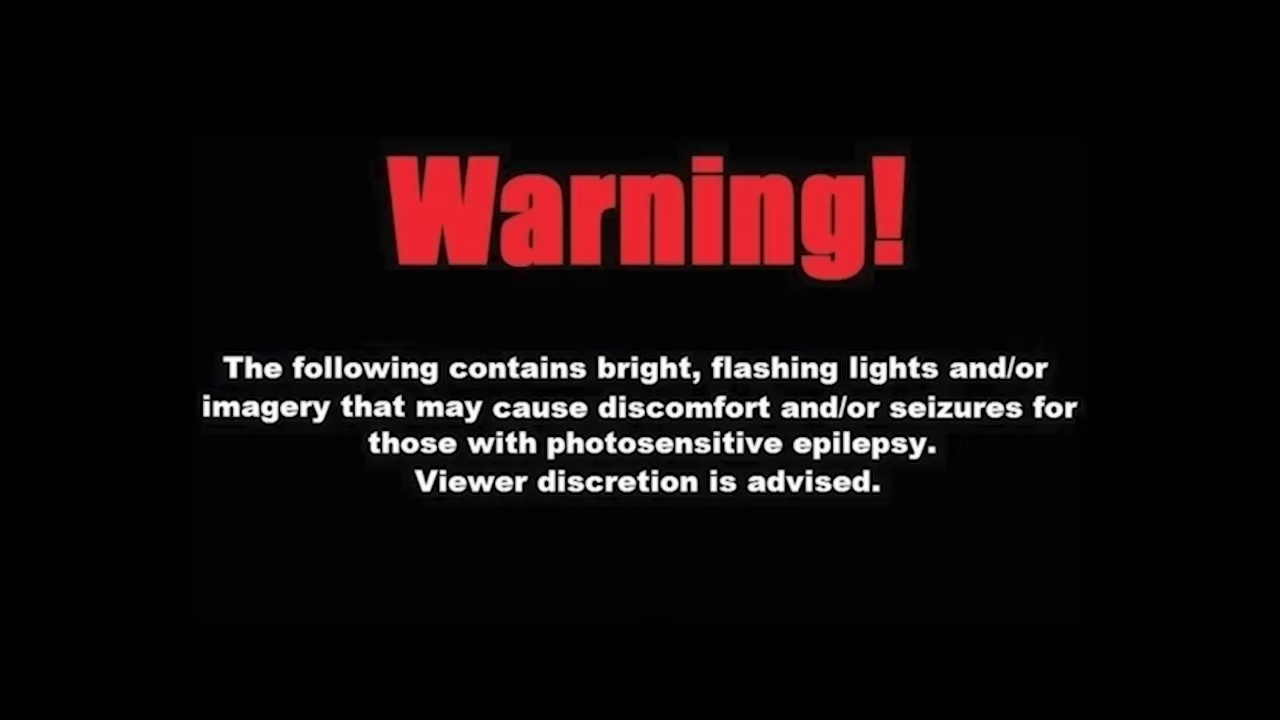 Warning!
The following contains bright, flashing lights and/or
imagery that may cause discomfort and/or seizures for
those with photosensitive epilepsy.
Viewer discretion is advised.